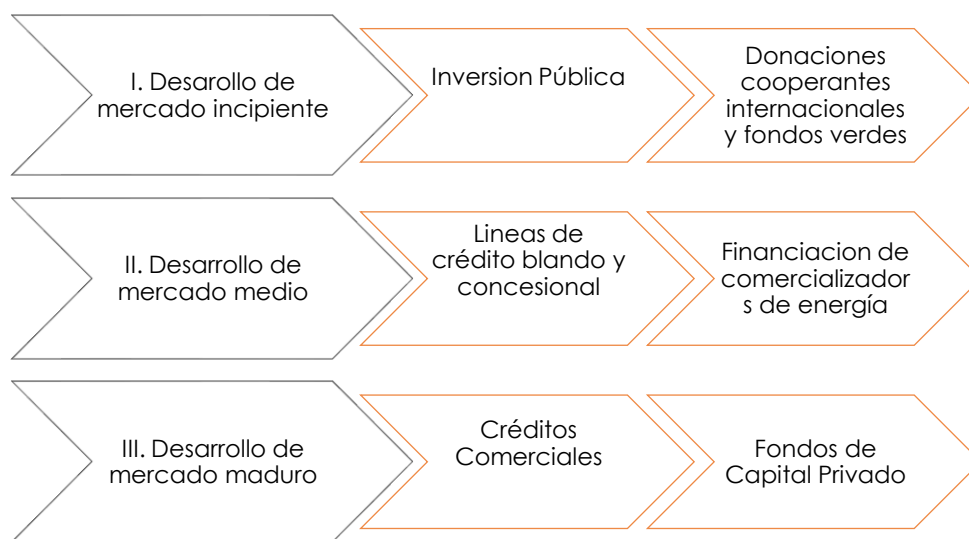 I. Desarollo de
mercado incipiente
Inversion Pública
Donaciones
cooperantes
internacionales
y fondos verdes
II. Desarrollo de
mercado medio
Lineas de
crédito blando y
concesional
Financiacion de
comercializador
s de energía
III. Desarrollo de
mercado maduro
Créditos
Comerciales
Fondos de
Capital Privado